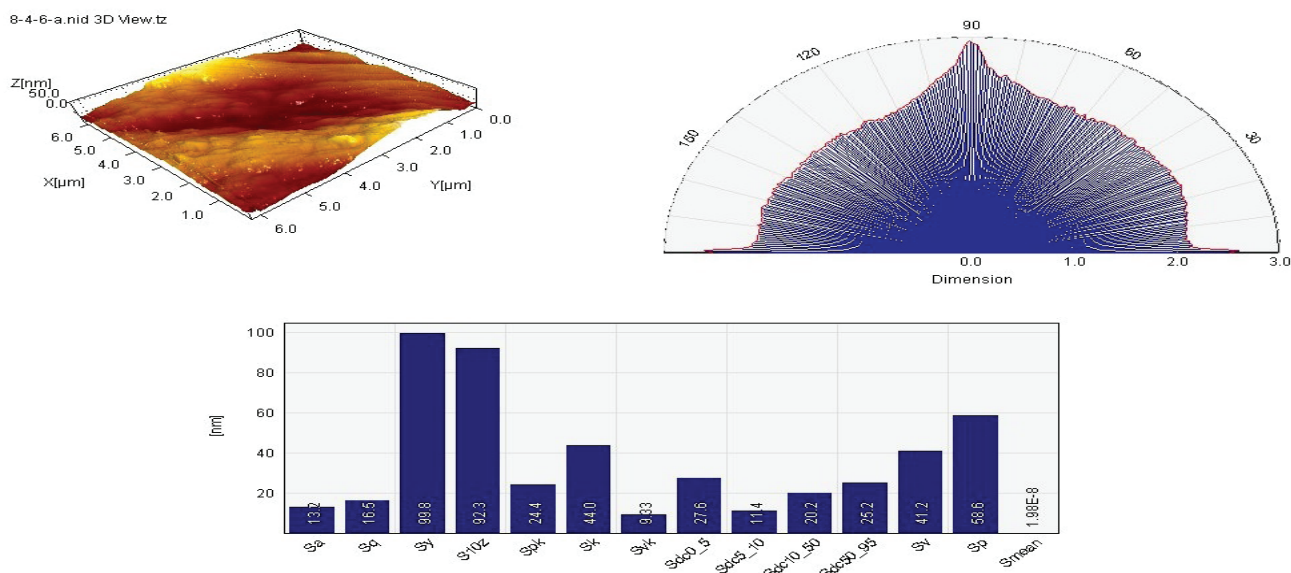 8-4-6-a.nid 3D View.tz
Z[nm]
50.0
0.0
6.0
5.0
4.0
3.0
2.0
1.0
X[µm]
0.0
1.0
2.0
3.0
4.0
5.0
6.0
Y[µm]
90
120
60
150
30
0.0 1.0 2.0 3.0
Dimension
100
80
60
40
20
[nm]
13.2 16.5 99.8 92.3 24.4 44.0 9.33 27.6 11.4 20.2 25.2 41.2 58.6 1.98E-8
Sa Sq Sy S10z Spk Sk Svk Sdc0_5 Sdc5_10 Sdc10_50 Sdc50_95 Sv Sp Smean